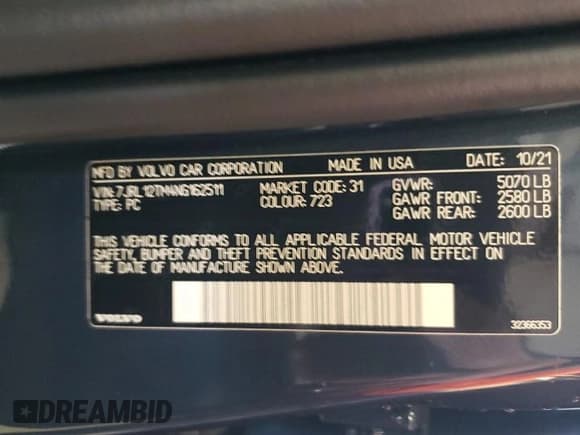 MFD BY VOLVO CAR CORPORATION MADE IN USA DATE: 10/21
VIN: 7JRL12TM4NG162511 MARKET CODE: 31 GVWR: 5070 LB
TYPE: PC COLOUR: 723 GAWR FRONT: 2580 LB
GAWR REAR: 2600 LB
THIS VEHICLE CONFORMS TO ALL APPLICABLE FEDERAL MOTOR VEHICLE
SAFETY, BUMPER AND THEFT PREVENTION STANDARDS IN EFFECT ON
THE DATE OF MANUFACTURE SHOWN ABOVE.
VOLVO 32366353
DREAMBID